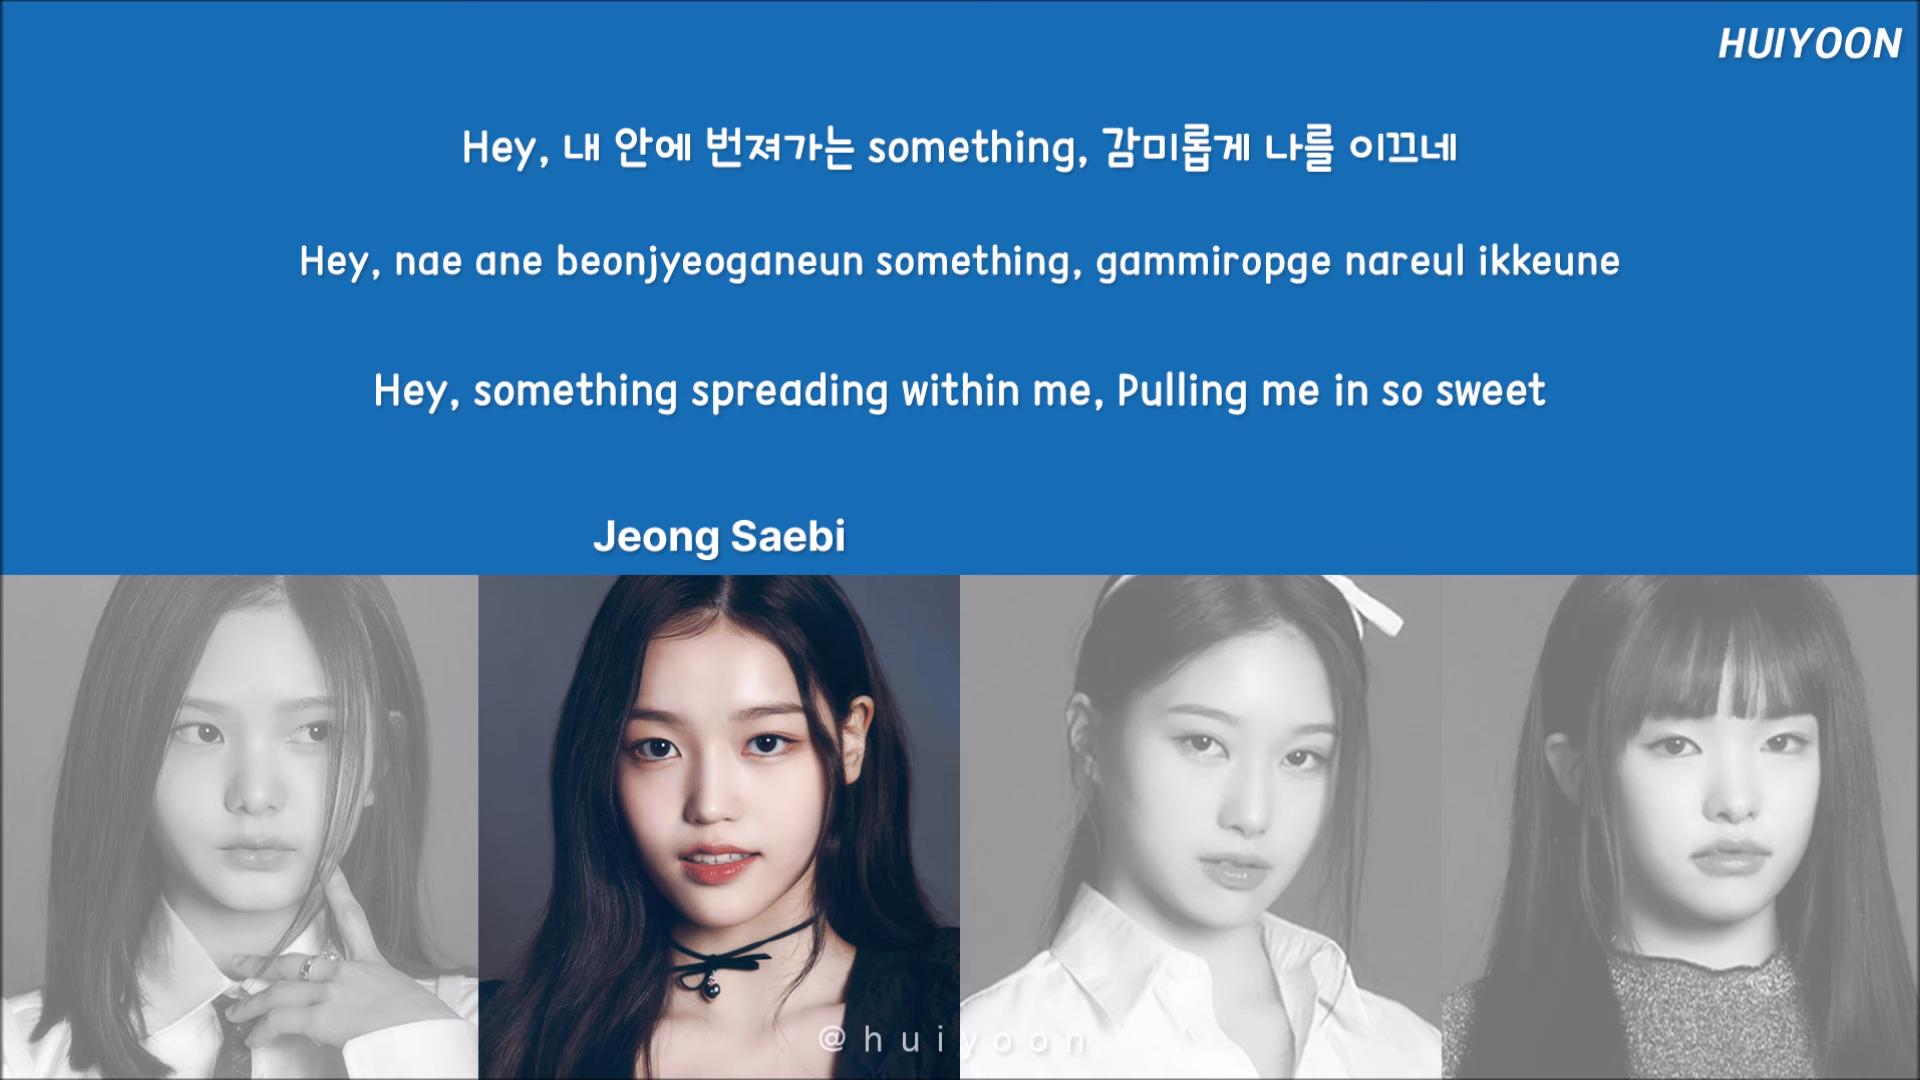 HUIYOON
Hey, 내 안에 번져가는 something, 감미롭게 나를 이끄네
Hey, nae ane beonjyeoganeun something, gammiropge nareul ikkeune
Hey, something spreading within me, Pulling me in so sweet
Jeong Saebi
@huiyoon